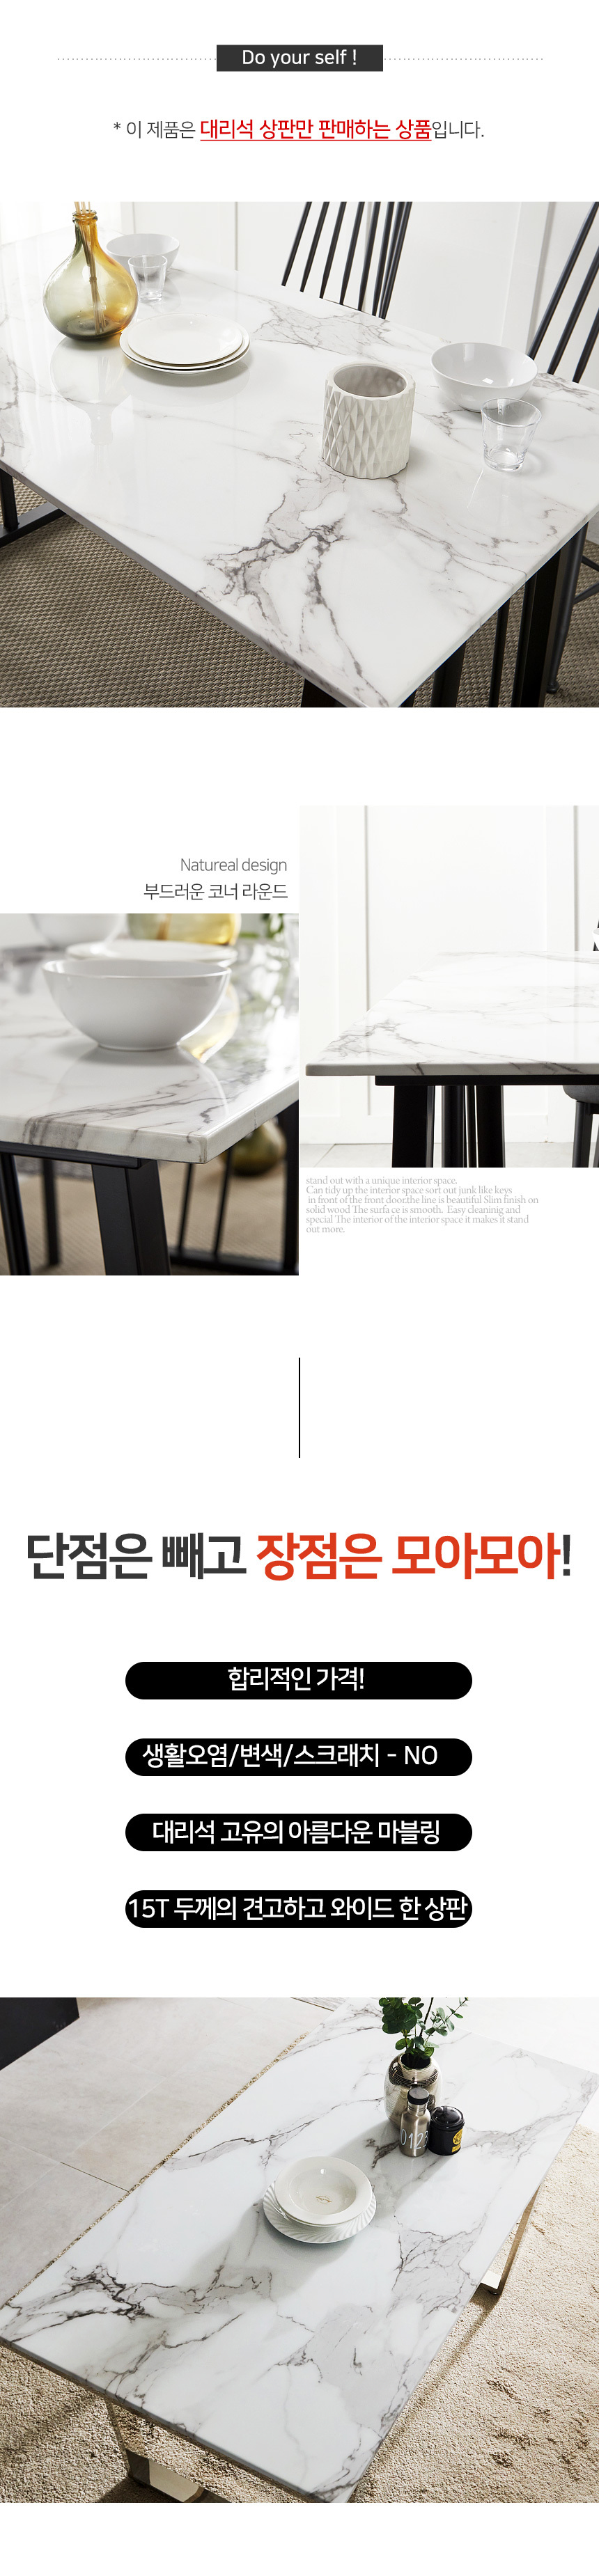 Do your self !
* 이 제품은 대리석 상판만 판매하는 상품입니다.
Natureal design
부드러운 코너 라운드
stand out with a unique interior space.
Can tidy up the interior space sort out junk like keys
in front of the front door.the line is beautiful Slim finish on
solid wood The surfa ce is smooth. Easy cleaninig and
special The interior of the interior space it makes it stand
out more.
단점은 빼고 장점은 모아모아!
합리적인 가격!
생활오염/변색/스크래치 - NO
대리석 고유의 아름다운 마블링
15T 두께의 견고하고 와이드 한 상판
0123